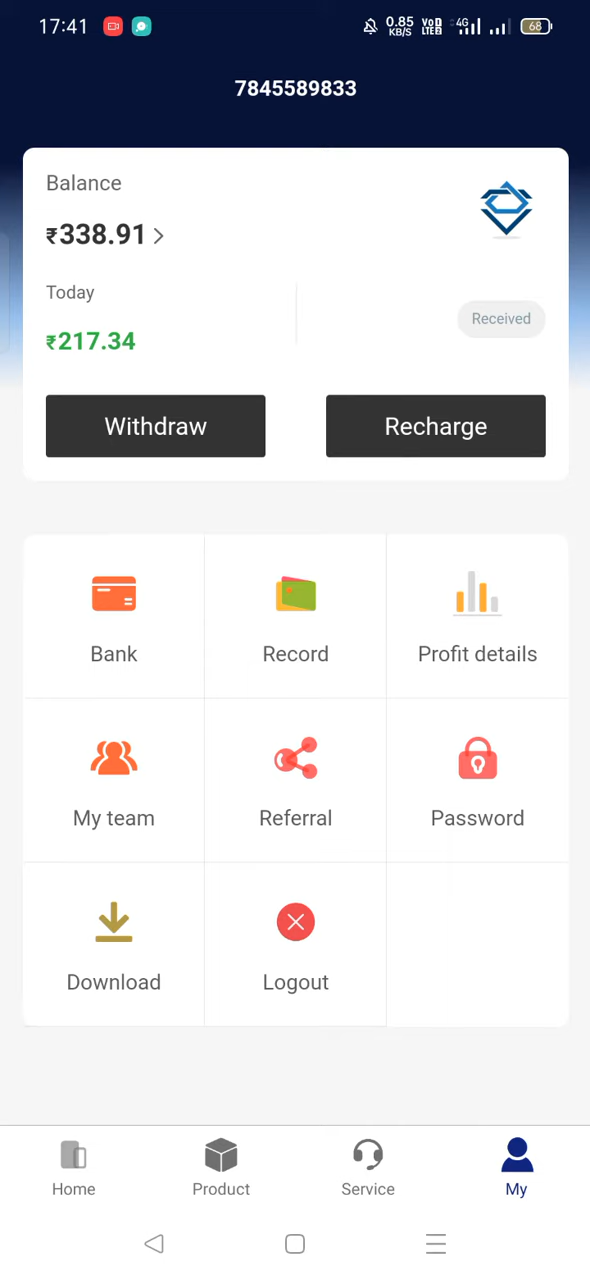 17:41 0.85 KB/S VoD LTE2 4G 68
7845589833
Balance
₹338.91
Today
₹217.34
Received
Withdraw Recharge
Bank Record Profit details
My team Referral Password
Download Logout
Home Product Service My